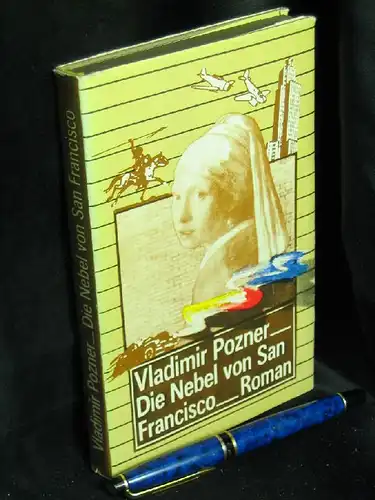 Vladimir Pozner—
Die Nebel von San
Francisco—Roman
Vladimir Pozner—Die Nebel von San Francisco